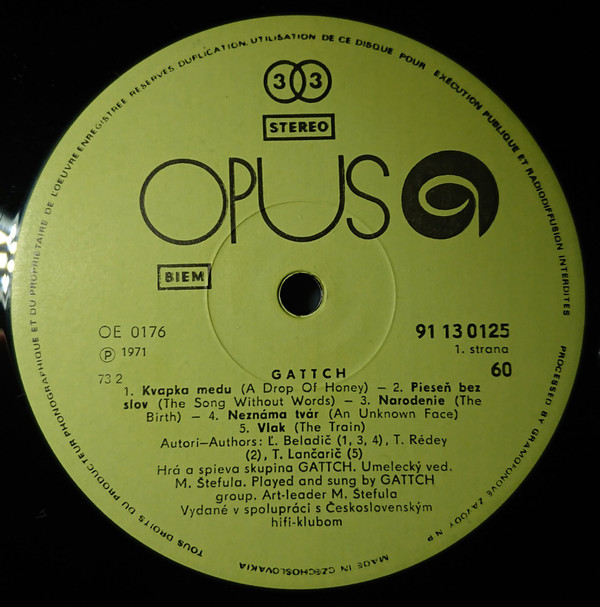 TOUS DROITS DU PRODUCTEUR PHONOGRAPHIQUE ET DU PROPRIETAIRE DE L'OEUVRE ENREGISTREE RESERVES. DUPLICATION. UTILISATION DE CE DISQUE POUR EXECUTION PUBLIQUE ET RADIODIFFUSION INTERDITES
PROCESSED BY GRAMOFONOVÉ ZÁVODY N. P.
MADE IN CZECHOSLOVAKIA
33
STEREO
OPUS
BIEM
OE 0176
91 13 0125
Ⓟ 1971
1. strana
GATTCH
60
73 2
1. Kvapka medu (A Drop Of Honey) – 2. Pieseň bez
slov (The Song Without Words) – 3. Narodenie (The
Birth) – 4. Neznáma tvár (An Unknown Face)
5. Vlak (The Train)
Autori–Authors: Ľ. Beladič (1, 3, 4), T. Rédey
(2), T. Lančarič (5)
Hrá a spieva skupina GATTCH. Umelecký ved.
M. Štefula. Played and sung by GATTCH
group. Art-leader M. Štefula
Vydané v spolupráci s Československým
hifi-klubom